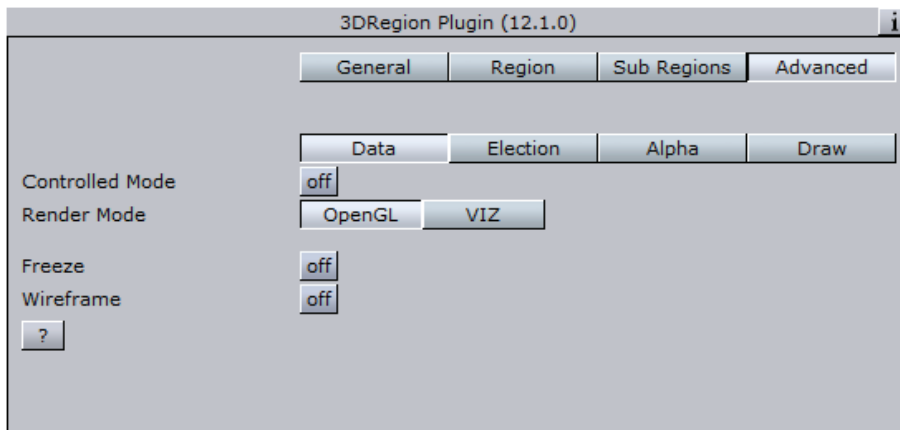 3DRegion Plugin (12.1.0) i
General Region Sub Regions Advanced
Data Election Alpha Draw
Controlled Mode off
Render Mode OpenGL VIZ
Freeze off
Wireframe off
?